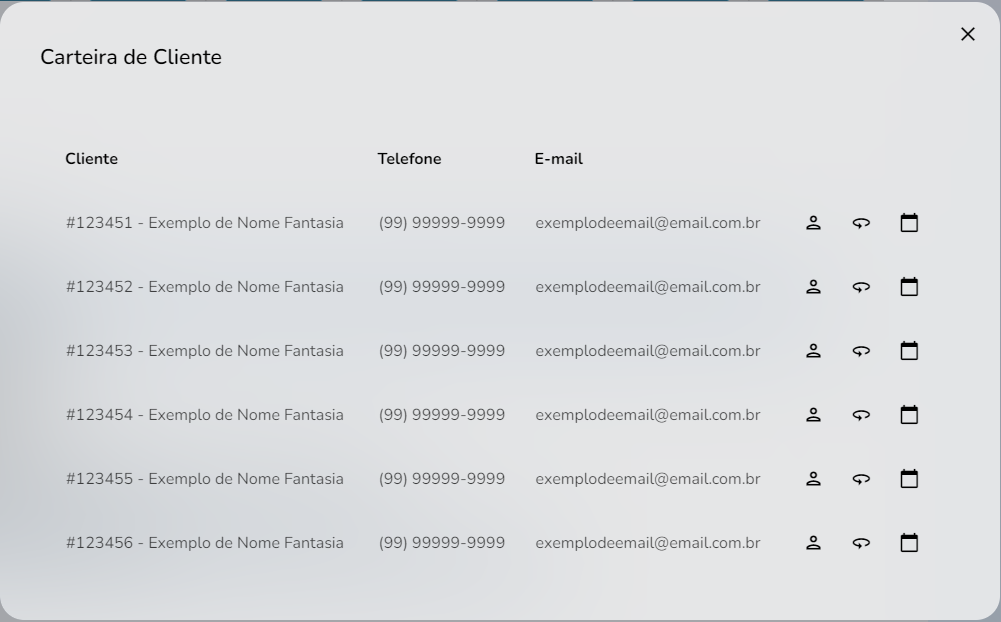 Carteira de Cliente
Cliente Telefone E-mail
#123451 - Exemplo de Nome Fantasia (99) 99999-9999 exemplodeemail@email.com.br
#123452 - Exemplo de Nome Fantasia (99) 99999-9999 exemplodeemail@email.com.br
#123453 - Exemplo de Nome Fantasia (99) 99999-9999 exemplodeemail@email.com.br
#123454 - Exemplo de Nome Fantasia (99) 99999-9999 exemplodeemail@email.com.br
#123455 - Exemplo de Nome Fantasia (99) 99999-9999 exemplodeemail@email.com.br
#123456 - Exemplo de Nome Fantasia (99) 99999-9999 exemplodeemail@email.com.br